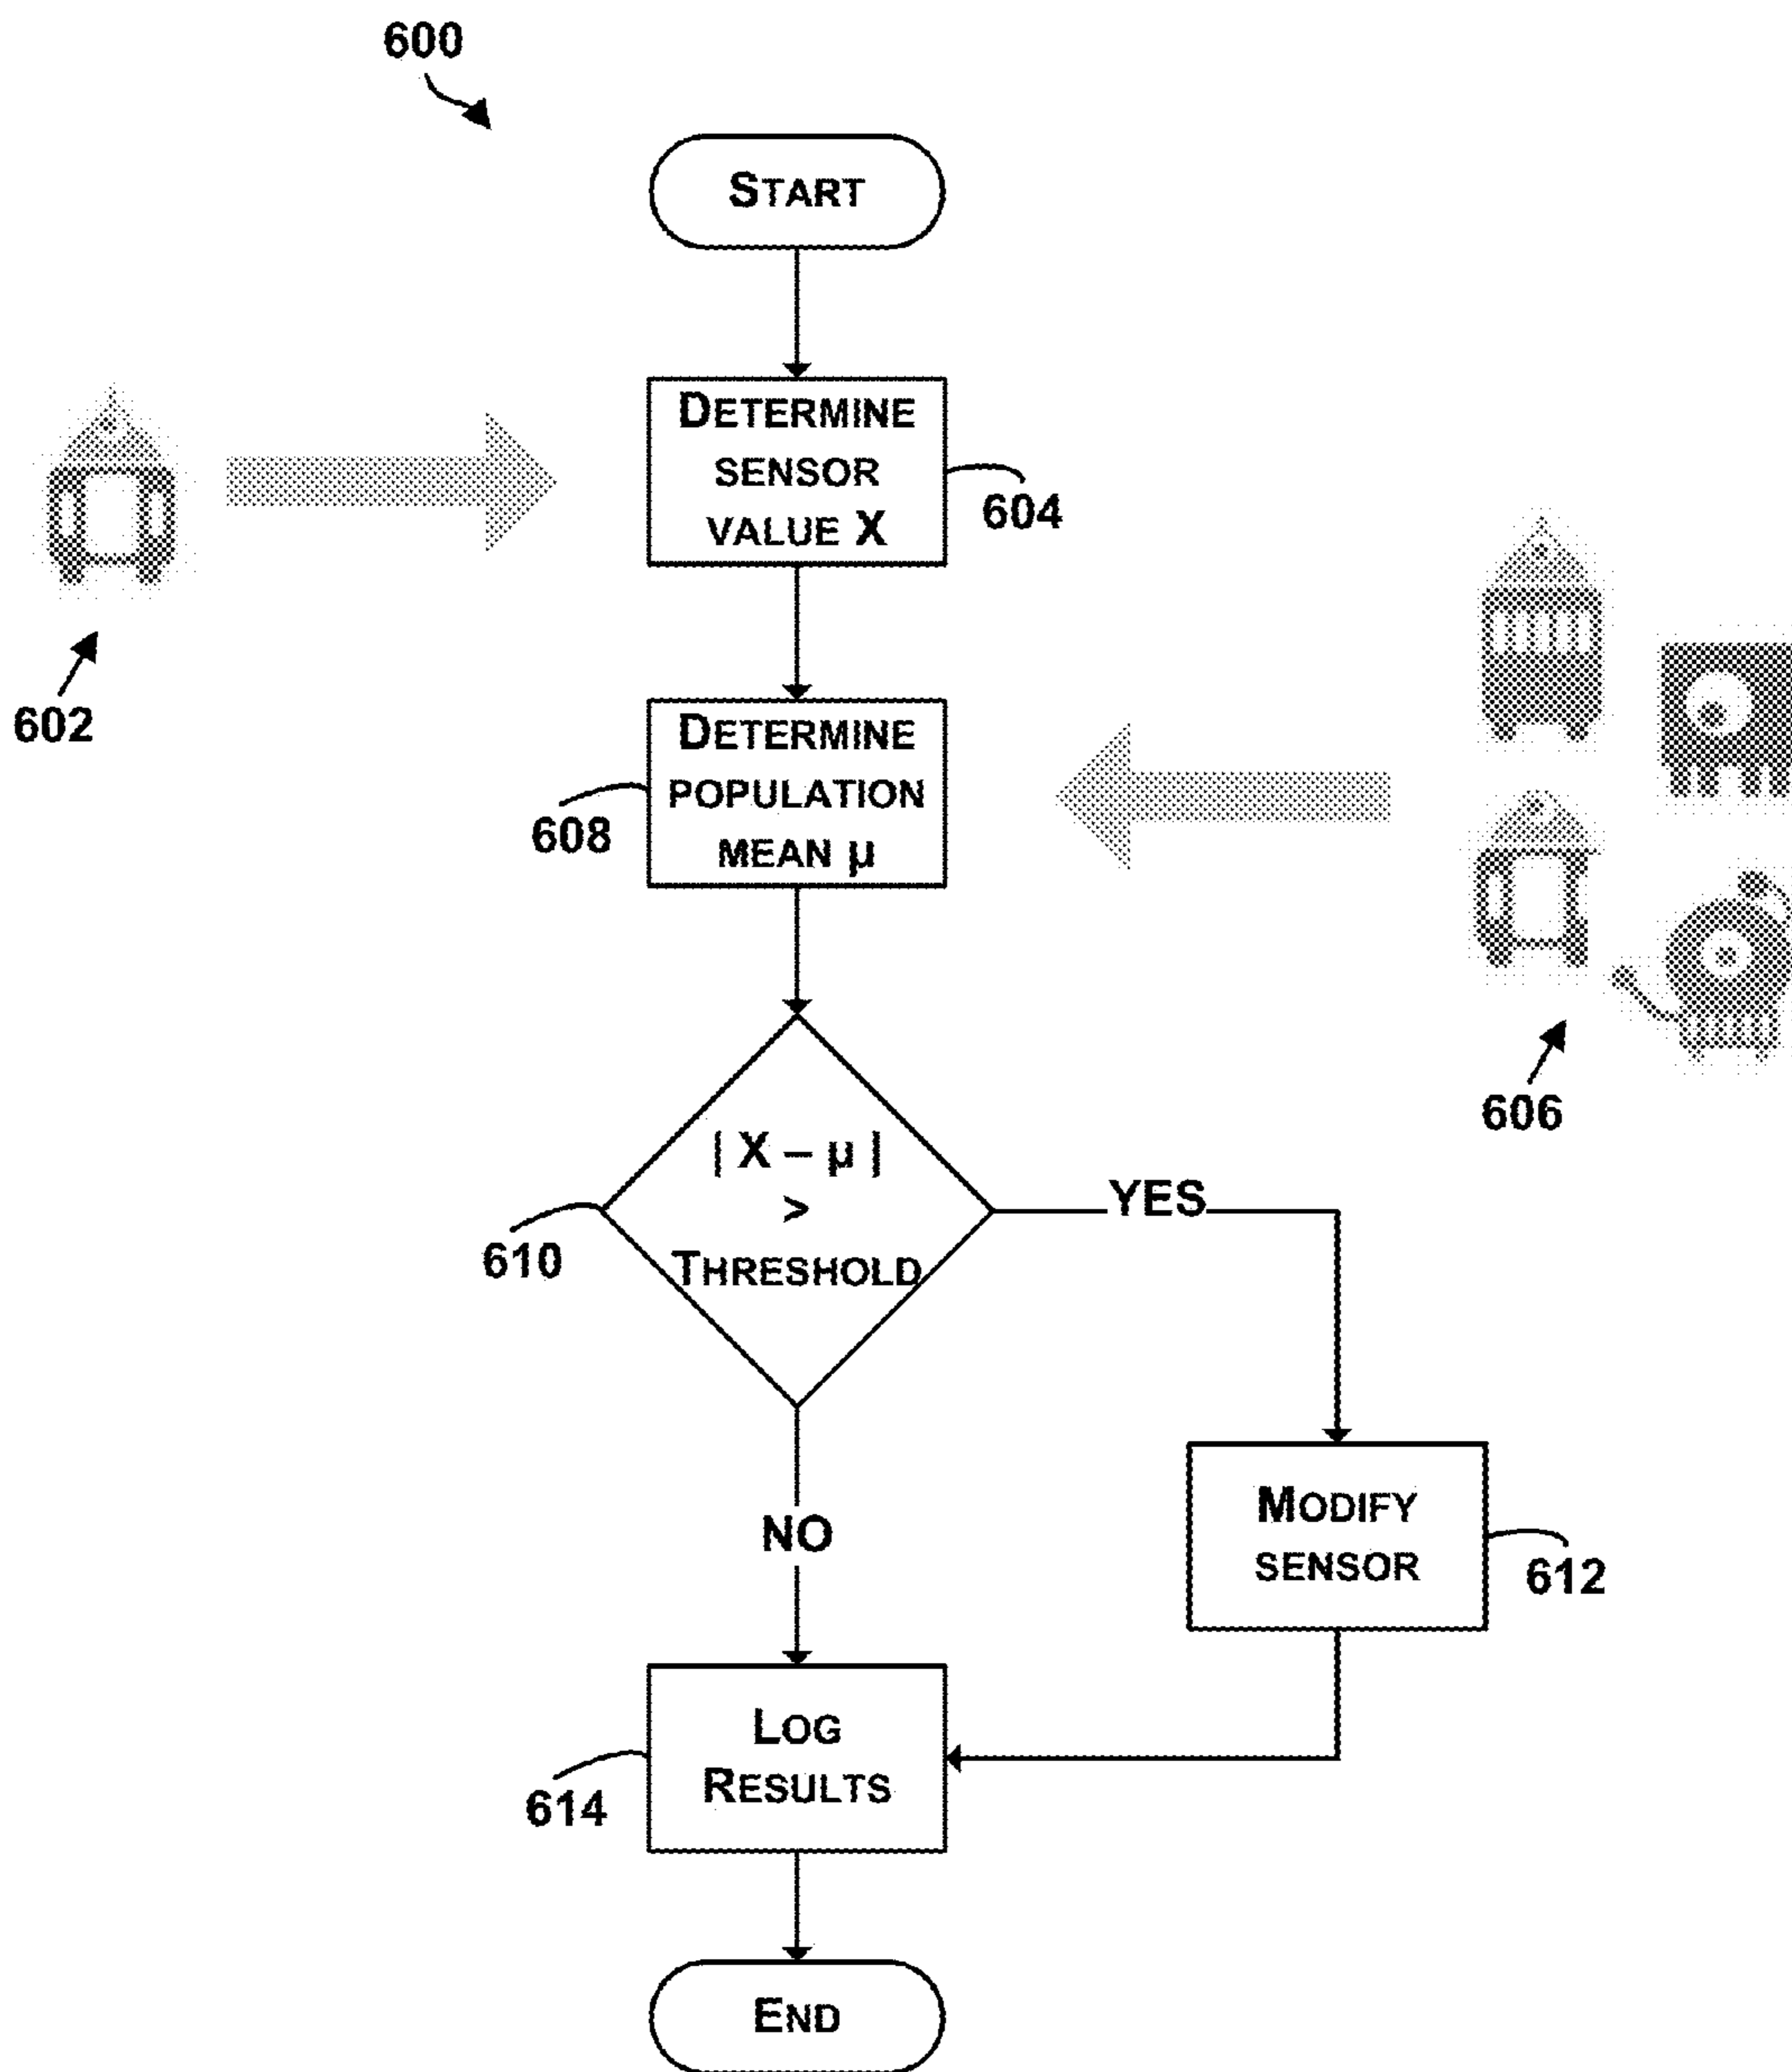 600
START
DETERMINE
SENSOR
VALUE X
604
602
DETERMINE
POPULATION
MEAN μ
608
606
| X – μ |
>
THRESHOLD
610
YES
NO
MODIFY
SENSOR
612
LOG
RESULTS
614
END